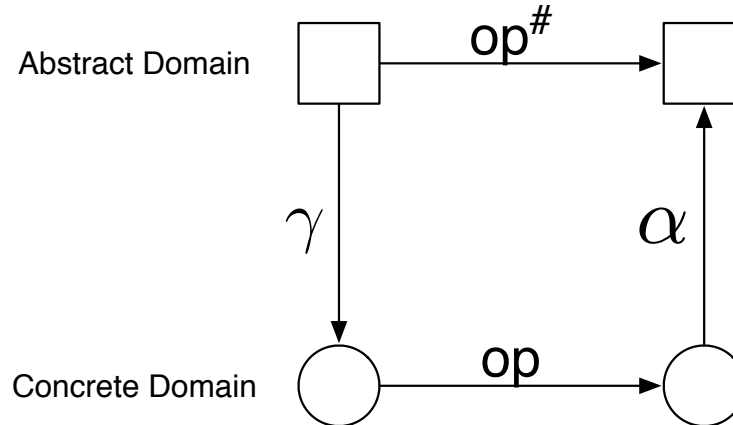 op#
Abstract Domain
γ
α
op
Concrete Domain